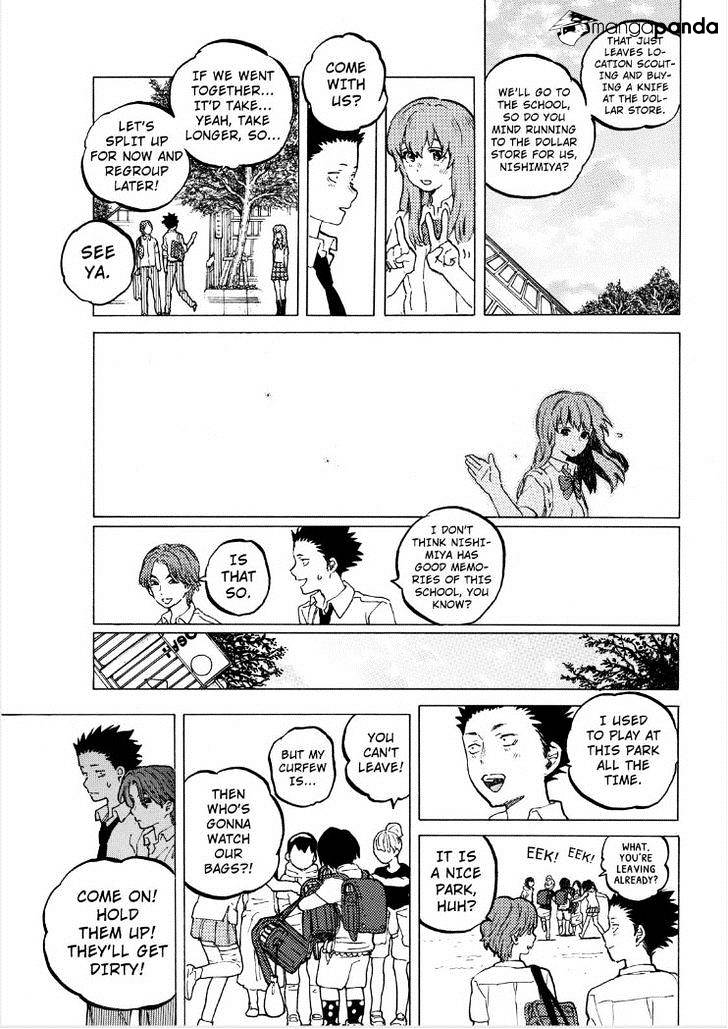 mangapanda
THAT JUST
LEAVES LO-
CATION SCOUT-
ING AND BUY-
ING A KNIFE
AT THE DOL-
LAR STORE.
WE'LL GO TO
THE SCHOOL,
SO DO YOU
MIND RUNNING
TO THE DOLLAR
STORE FOR US,
NISHIMIYA?
COME
WITH
US?
IF WE WENT
TOGETHER...
IT'D TAKE...
YEAH, TAKE
LONGER, SO...
LET'S
SPLIT UP
FOR NOW AND
REGROUP
LATER!
SEE
YA.
I DON'T
THINK NISHI-
MIYA HAS
GOOD MEMO-
RIES OF THIS
SCHOOL, YOU
KNOW?
IS
THAT
SO.
I USED
TO PLAY AT
THIS PARK
ALL THE
TIME.
WHAT.
YOU'RE
LEAVING
ALREADY?
EEK! EEK!
IT IS
A NICE
PARK,
HUH?
YOU
CAN'T
LEAVE!
BUT MY
CURFEW
IS...
THEN
WHO'S
GONNA
WATCH
OUR
BAGS?!
COME ON!
HOLD
THEM UP!
THEY'LL GET
DIRTY!